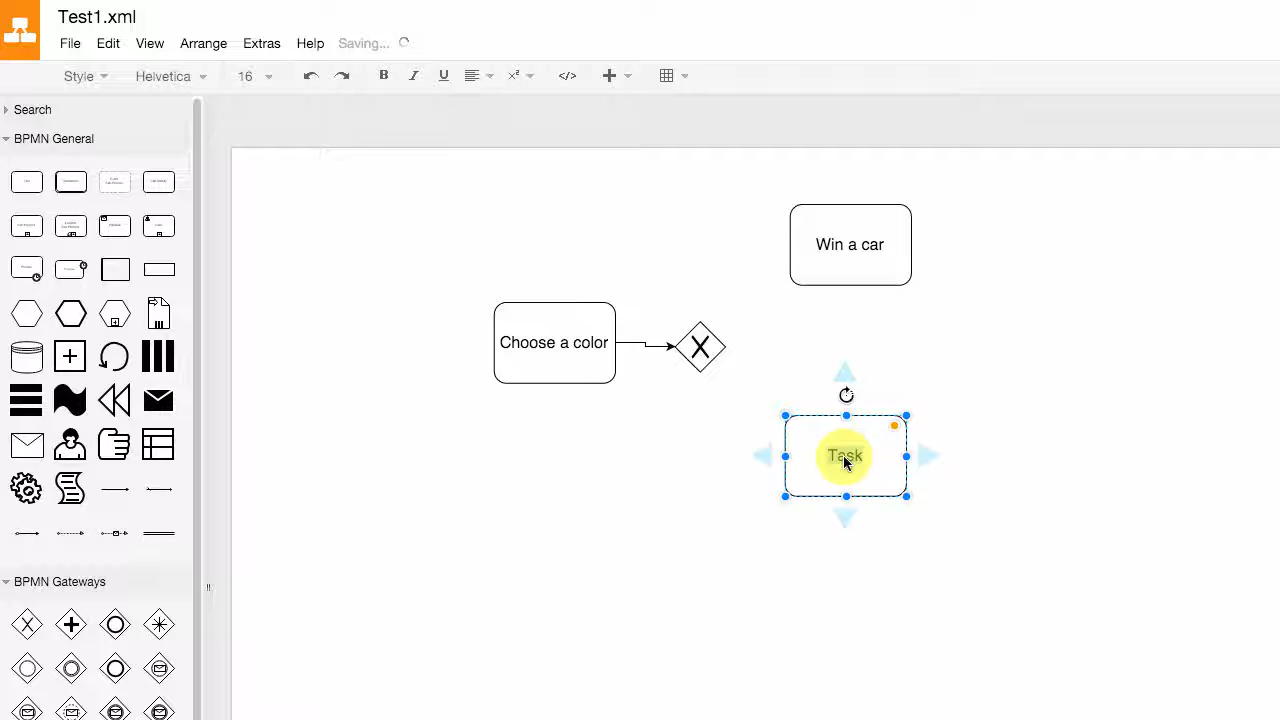 Test1.xml
File Edit View Arrange Extras Help Saving...
Style Helvetica 16 B I U x²
Search
BPMN General
Win a car
Choose a color
X
Task
BPMN Gateways